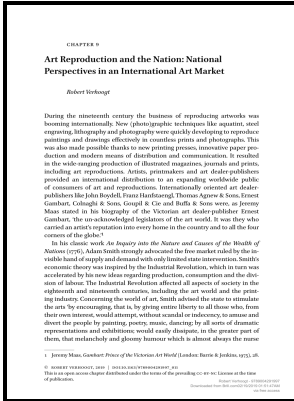 CHAPTER 9
Art Reproduction and the Nation: National
Perspectives in an International Art Market
Robert Verhoogt
During the nineteenth century the business of reproducing artworks was
booming internationally. New (photo)graphic techniques like aquatint, steel
engraving, lithography and photography were quickly developing to reproduce
paintings and drawings effectively in countless prints and photographs. This
was also made possible thanks to new printing presses, innovative paper pro-
duction and modern means of distribution and communication. It resulted
in the wide-ranging production of illustrated magazines, journals and prints,
including art reproductions. Artists, printmakers and art dealer-publishers
provided an international distribution to an expanding worldwide public
of consumers of art and reproductions. Internationally oriented art dealer-
publishers like John Boydell, Franz Hanfstaengl, Thomas Agnew & Sons, Ernest
Gambart, Colnaghi & Sons, Goupil & Cie and Buffa & Sons were, as Jeremy
Maas stated in his biography of the Victorian art dealer-publisher Ernest
Gambart, 'the un-acknowledged legislators of the art world. It was they who
carried an artist's reputation into every home in the country and to all the four
corners of the globe.'1
In his classic work An Inquiry into the Nature and Causes of the Wealth of
Nations (1776), Adam Smith strongly advocated the free market ruled by the in-
visible hand of supply and demand with only limited state intervention. Smith's
economic theory was inspired by the Industrial Revolution, which in turn was
accelerated by his new ideas regarding production, consumption and the divi-
sion of labour. The Industrial Revolution affected all aspects of society in the
eighteenth and nineteenth centuries, including the art world and the print-
ing industry. Concerning the world of art, Smith advised the state to stimulate
the arts 'by encouraging, that is, by giving entire liberty to all those who, from
their own interest, would attempt, without scandal or indecency, to amuse and
divert the people by painting, poetry, music, dancing; by all sorts of dramatic
representations and exhibitions; would easily dissipate, in the greater part of
them, that melancholy and gloomy humour which is almost always the nurse
1 Jeremy Maas, Gambart: Prince of the Victorian Art World (London: Barrie & Jenkins, 1975), 28.
© ROBERT VERHOOGT, 2019 | DOI:10.1163/9789004291997_012
This is an open access chapter distributed under the terms of the prevailing CC-BY-NC License at the time
of publication.
Robert Verhoogt - 9789004291997
via free access